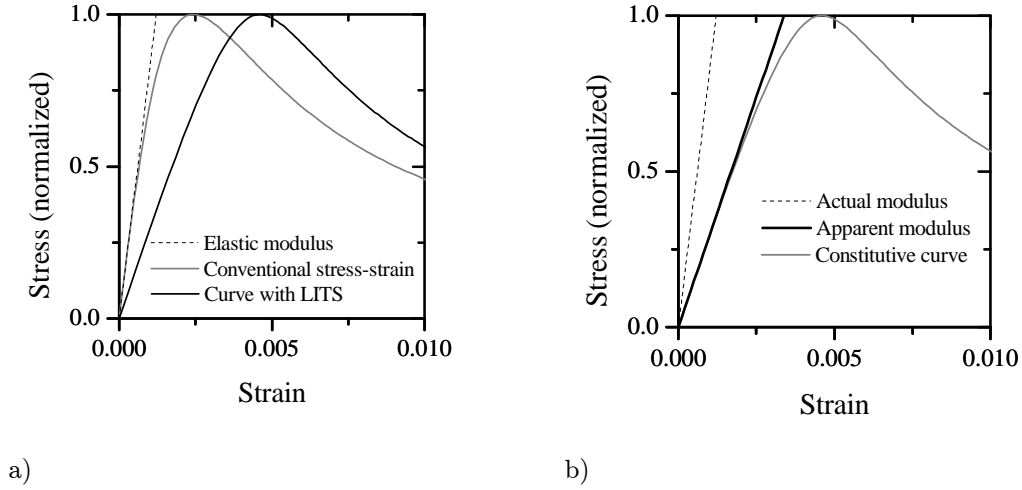 1.0
0.5
0.0
0.000
0.005
0.010
Stress (normalized)
Strain
Elastic modulus
Conventional stress-strain
Curve with LITS
a)
1.0
0.5
0.0
0.000
0.005
0.010
Stress (normalized)
Strain
Actual modulus
Apparent modulus
Constitutive curve
b)